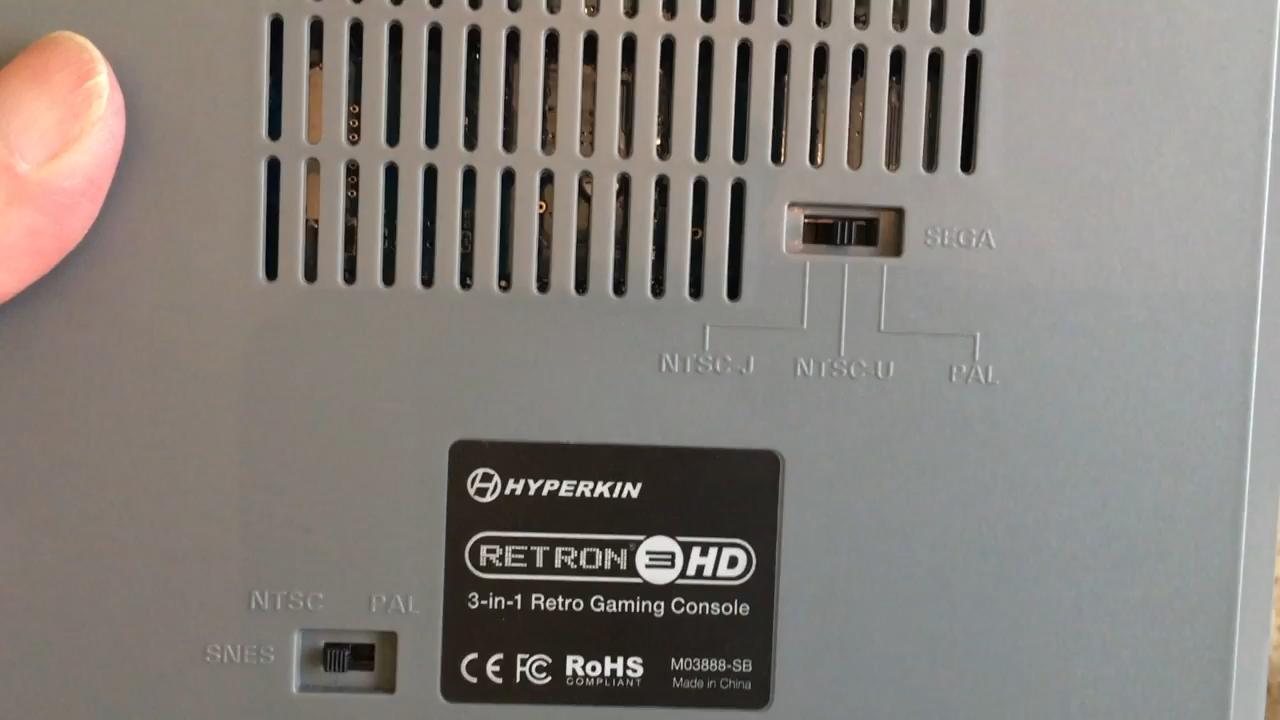 SEGA
NTSC-J NTSC-U PAL
HYPERKIN
RETRON 3 HD
3-in-1 Retro Gaming Console
NTSC PAL
SNES
CE FC RoHS COMPLIANT
M03888-SB
Made in China